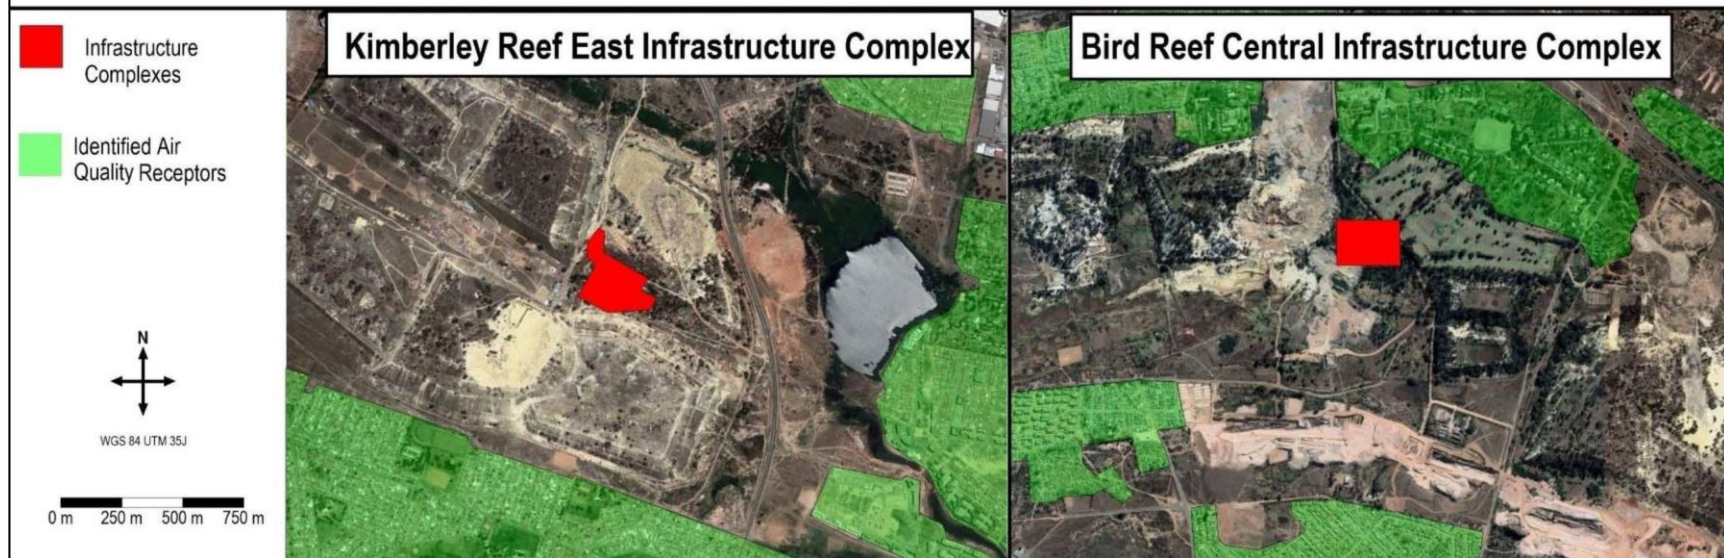 Infrastructure
Complexes
Identified Air
Quality Receptors
N
WGS 84 UTM 35J
0 m 250 m 500 m 750 m
Kimberley Reef East Infrastructure Complex
Bird Reef Central Infrastructure Complex